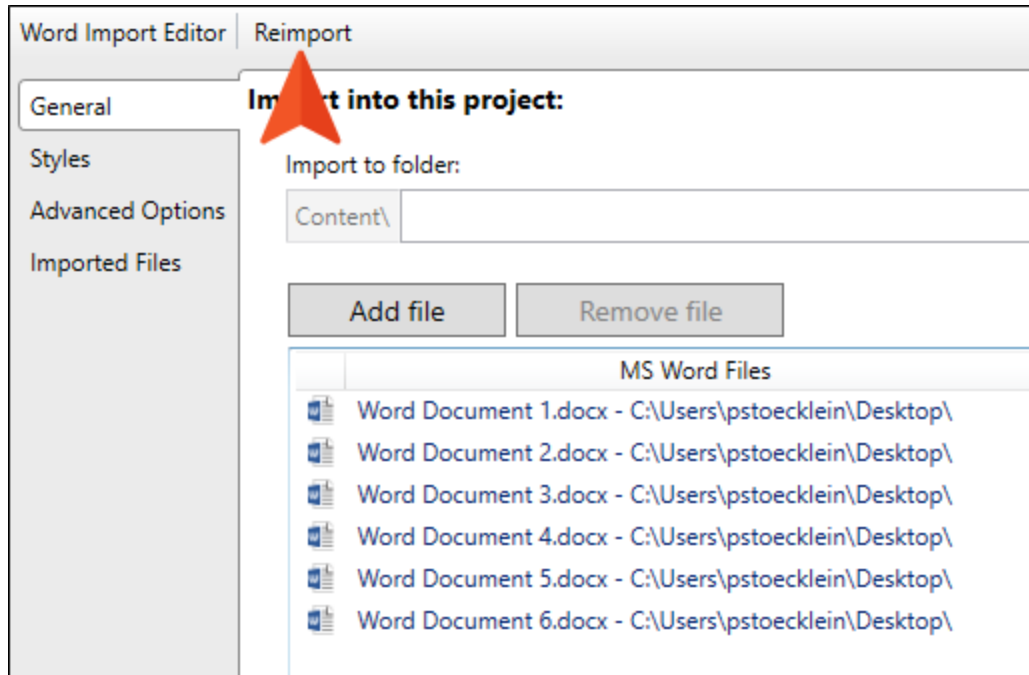 Word Import Editor Reimport
General
Styles
Advanced Options
Imported Files
into this project:
Import to folder:
Content\
Add file Remove file
MS Word Files
Word Document 1.docx - C:\Users\pstoecklein\Desktop\
Word Document 2.docx - C:\Users\pstoecklein\Desktop\
Word Document 3.docx - C:\Users\pstoecklein\Desktop\
Word Document 4.docx - C:\Users\pstoecklein\Desktop\
Word Document 5.docx - C:\Users\pstoecklein\Desktop\
Word Document 6.docx - C:\Users\pstoecklein\Desktop\